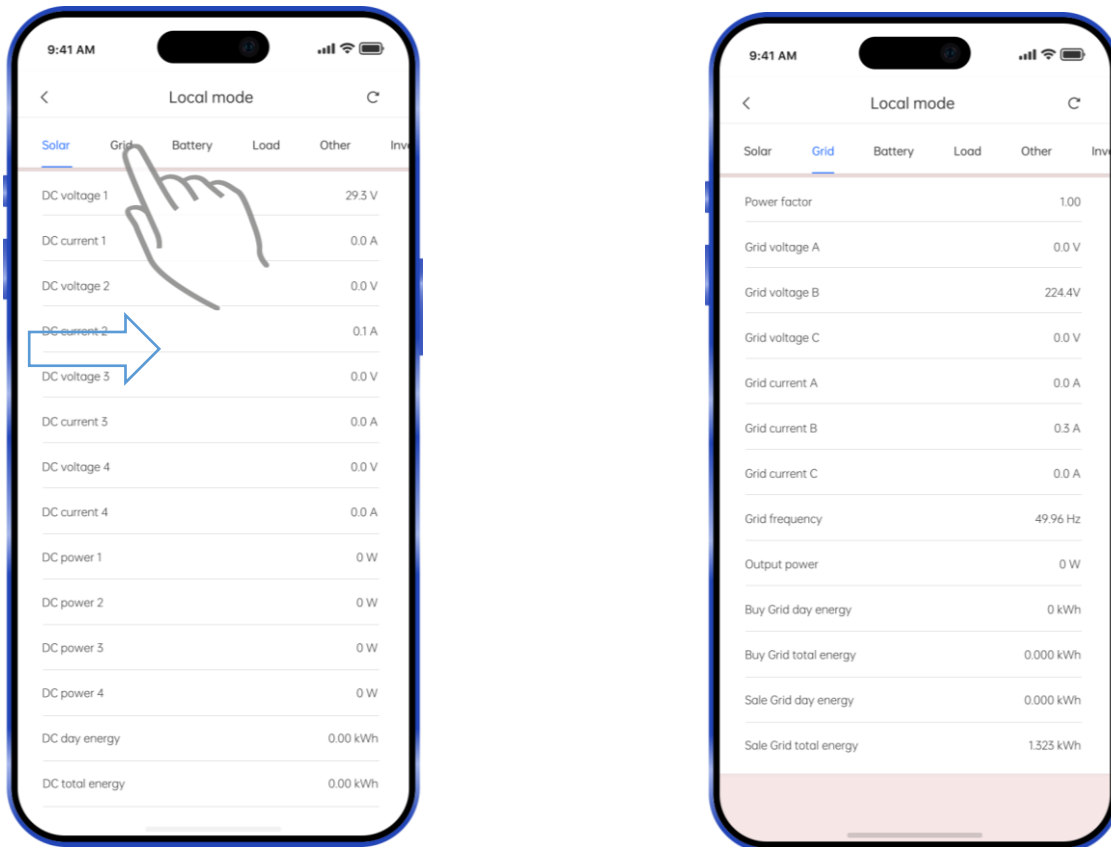 9:41 AM
Local mode
Solar Grid Battery Load Other Inv
DC voltage 1 29.3 V
DC current 1 0.0 A
DC voltage 2 0.0 V
DC current 2 0.1 A
DC voltage 3 0.0 V
DC current 3 0.0 A
DC voltage 4 0.0 V
DC current 4 0.0 A
DC power 1 0 W
DC power 2 0 W
DC power 3 0 W
DC power 4 0 W
DC day energy 0.00 kWh
DC total energy 0.00 kWh
9:41 AM
Local mode
Solar Grid Battery Load Other Inv
Power factor 1.00
Grid voltage A 0.0 V
Grid voltage B 224.4V
Grid voltage C 0.0 V
Grid current A 0.0 A
Grid current B 0.3 A
Grid current C 0.0 A
Grid frequency 49.96 Hz
Output power 0 W
Buy Grid day energy 0 kWh
Buy Grid total energy 0.000 kWh
Sale Grid day energy 0.000 kWh
Sale Grid total energy 1.323 kWh